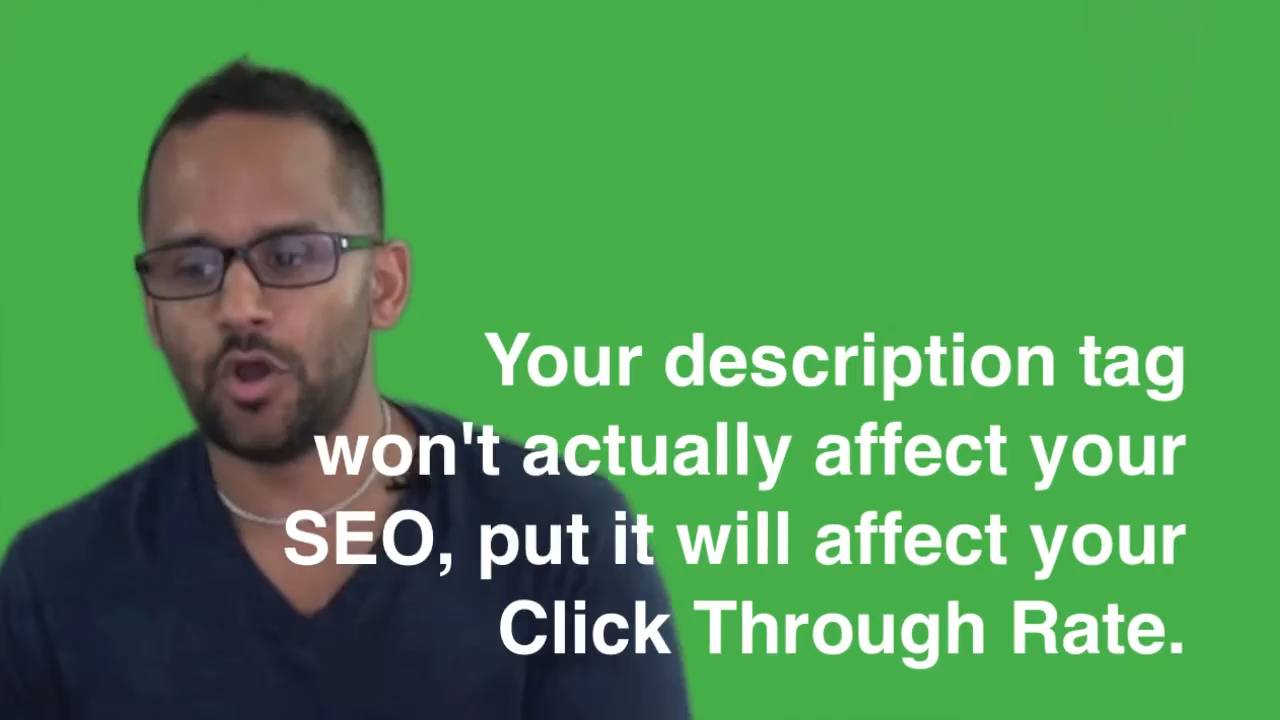 Your description tag
won't actually affect your
SEO, put it will affect your
Click Through Rate.